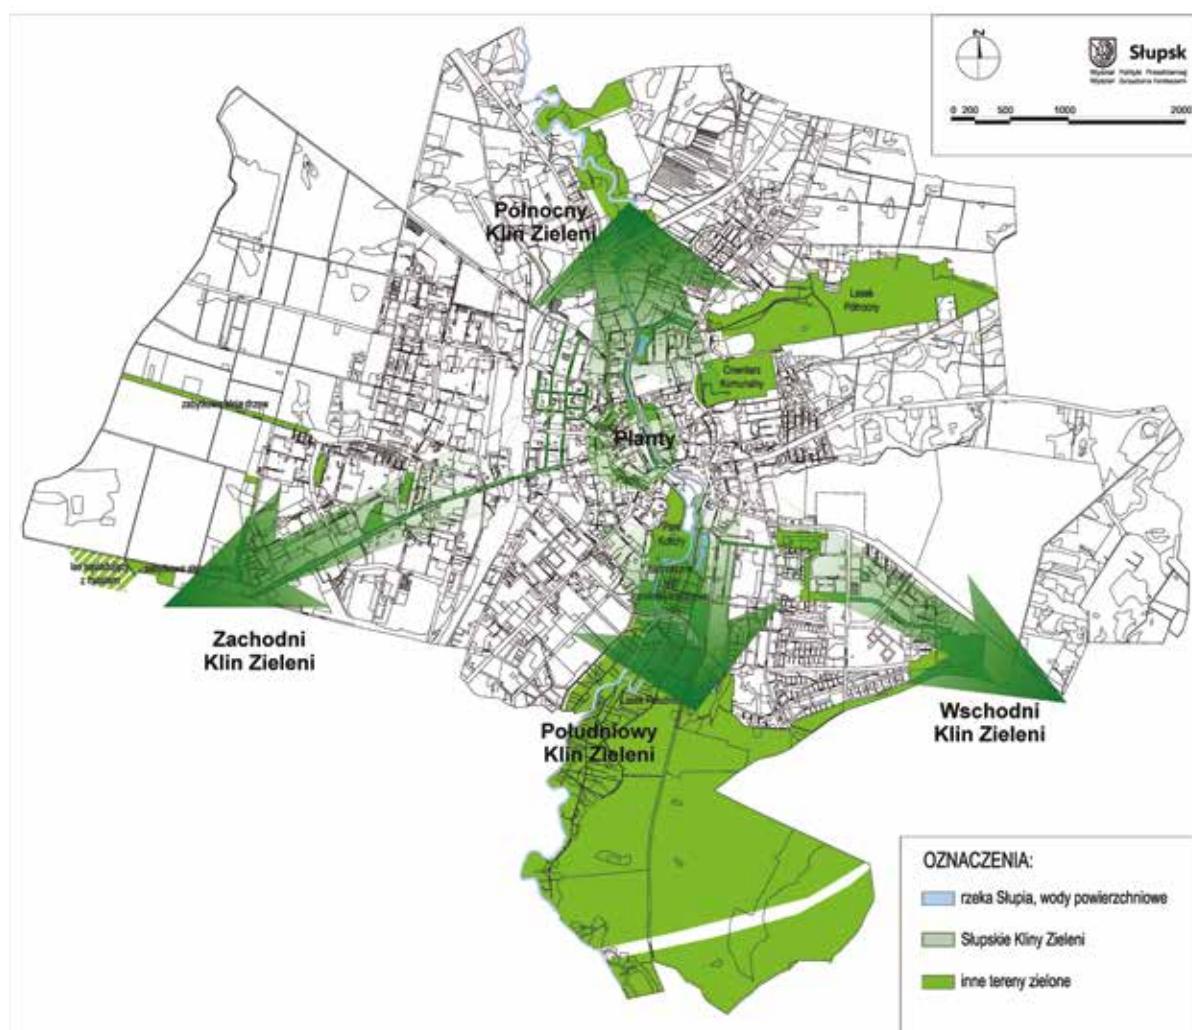 Z
Słupsk
0 200 500 1000 2000
Północny
Klin Zieleni
Lasek
Północny
Cmentarz
Komunalny
Planty
Zachodni
Klin Zieleni
Południowy
Klin Zieleni
Wschodni
Klin Zieleni
OZNACZENIA:
rzeka Słupia, wody powierzchniowe
Słupskie Kliny Zieleni
inne tereny zielone